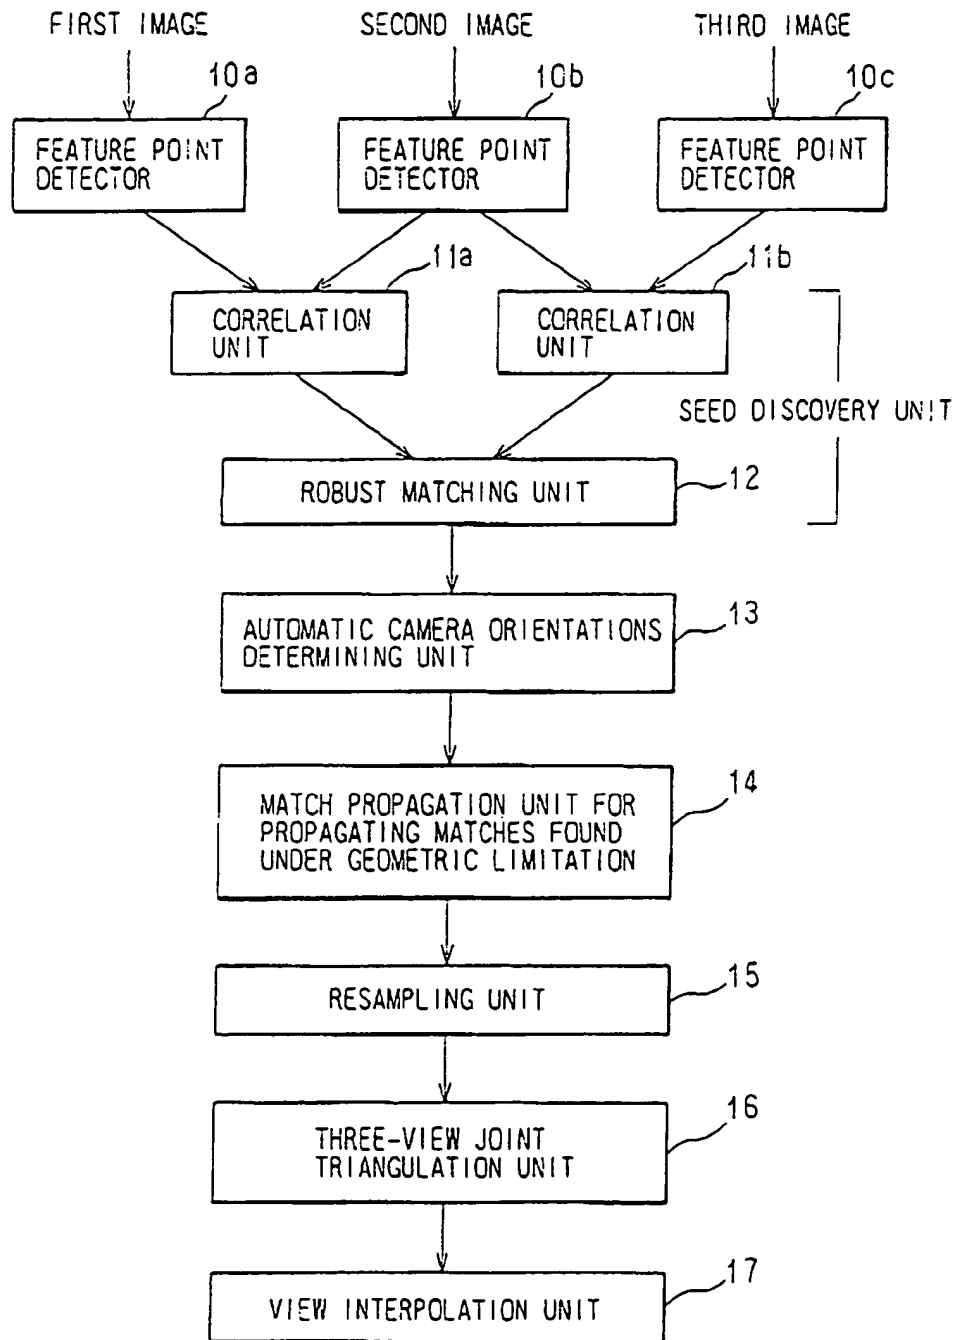 FIRST IMAGE
SECOND IMAGE
THIRD IMAGE
10a
10b
10c
FEATURE POINT
DETECTOR
FEATURE POINT
DETECTOR
FEATURE POINT
DETECTOR
11a
11b
CORRELATION
UNIT
CORRELATION
UNIT
SEED DISCOVERY UNIT
ROBUST MATCHING UNIT
12
AUTOMATIC CAMERA ORIENTATIONS
DETERMINING UNIT
13
MATCH PROPAGATION UNIT FOR
PROPAGATING MATCHES FOUND
UNDER GEOMETRIC LIMITATION
14
RESAMPLING UNIT
15
THREE-VIEW JOINT
TRIANGULATION UNIT
16
VIEW INTERPOLATION UNIT
17